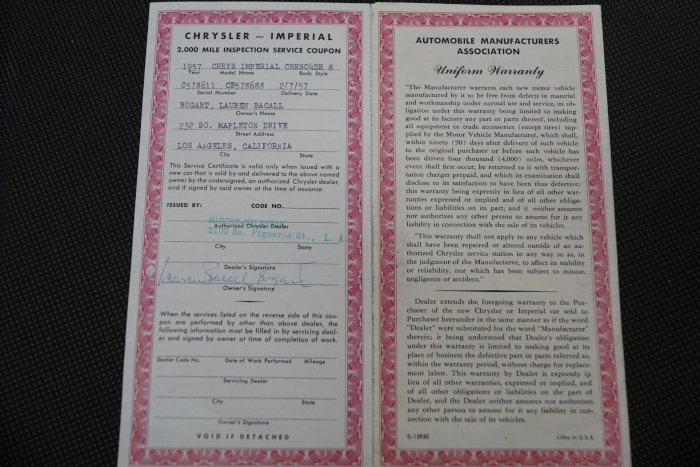 CHRYSLER — IMPERIAL
2,000 MILE INSPECTION SERVICE COUPON
1957 CHRYS IMPERIAL CRNSO4DR 8
Year Model Name Body Style
C578611 CE578688 2/7/57
Serial Number Delivery Date
BOGART, LAUREN BACALL
Owner's Name
232 SO. MAPLETON DRIVE
Street Address
LOS ANGELES, CALIFORNIA
City State
This Service Certificate is valid only when issued with a
new car that is sold by and delivered to the above named
owner by the undersigned, an authorized Chrysler dealer,
and if signed by said owner at the time of issuance.
ISSUED BY: CODE NO.
Authorized Chrysler Dealer
2100 So. Figueroa St., L. A.
City State
Dealer's Signature
Lauren Bacall Bogart
Owner's Signature
When the services listed on the reverse side of this cou-
pon are performed by other than above dealer, the
following information must be filled in by servicing deal-
er and signed by owner at time of completion of work.
Dealer Code No. Date of Work Performed Mileage
Servicing Dealer
City State
Owner's Signature
VOID IF DETACHED
AUTOMOBILE MANUFACTURERS
ASSOCIATION
Uniform Warranty
"The Manufacturer warrants each new motor vehicle
manufactured by it to be free from defects in material
and workmanship under normal use and service, its ob-
ligation under this warranty being limited to making
good at its factory any part or parts thereof, including
all equipment or trade accessories (except tires) sup-
plied by the Motor Vehicle Manufacturer, which shall,
within ninety (90) days after delivery of such vehicle
to the original purchaser or before such vehicle has
been driven four thousand (4,000) miles, whichever
event shall first occur, be returned to it with transpor-
tation charges prepaid, and which its examination shall
disclose to its satisfaction to have been thus defective;
this warranty being expressly in lieu of all other war-
ranties expressed or implied and of all other obliga-
tions or liabilities on its part, and it neither assumes
nor authorizes any other person to assume for it any
liability in connection with the sale of its vehicles.
"This warranty shall not apply to any vehicle which
shall have been repaired or altered outside of an au-
thorized Chrysler service station in any way so as, in
the judgment of the Manufacturer, to affect its stability
or reliability, nor which has been subject to misuse,
negligence or accident."
Dealer extends the foregoing warranty to the Pur-
chaser of the new Chrysler or Imperial car sold to
Purchaser hereunder in the same manner as if the word
"Dealer" were substituted for the word "Manufacturer"
therein; it being understood that Dealer's obligation
under this warranty is limited to making good at its
place of business the defective part or parts referred to,
within the warranty period, without charge for replace-
ment labor. This warranty by Dealer is expressly in
lieu of all other warranties, expressed or implied, and
of all other obligations or liabilities on the part of
Dealer, and the Dealer neither assumes nor authorizes
any other person to assume for it any liability in con-
nection with the sale of its vehicles.
D-13930 Litho in U.S.A.